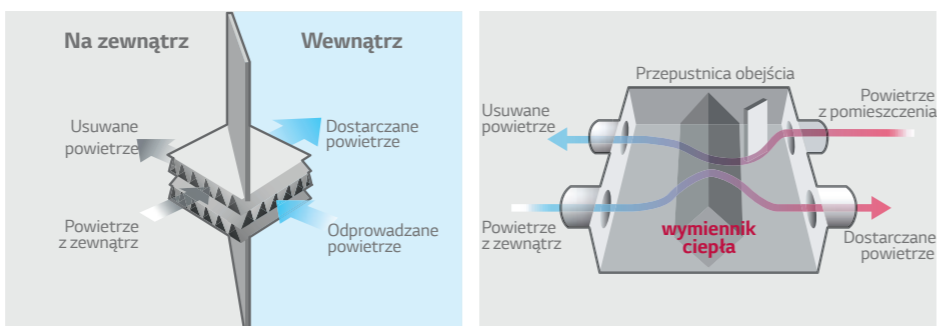 Na zewnątrz
Wewnątrz
Usuwane
powietrze
Dostarczane
powietrze
Powietrze
z zewnątrz
Odprowadzane
powietrze
Przepustnica obejścia
Usuwane
powietrze
Powietrze
z pomieszczenia
Powietrze
z zewnątrz
wymiennik
ciepła
Dostarczane
powietrze